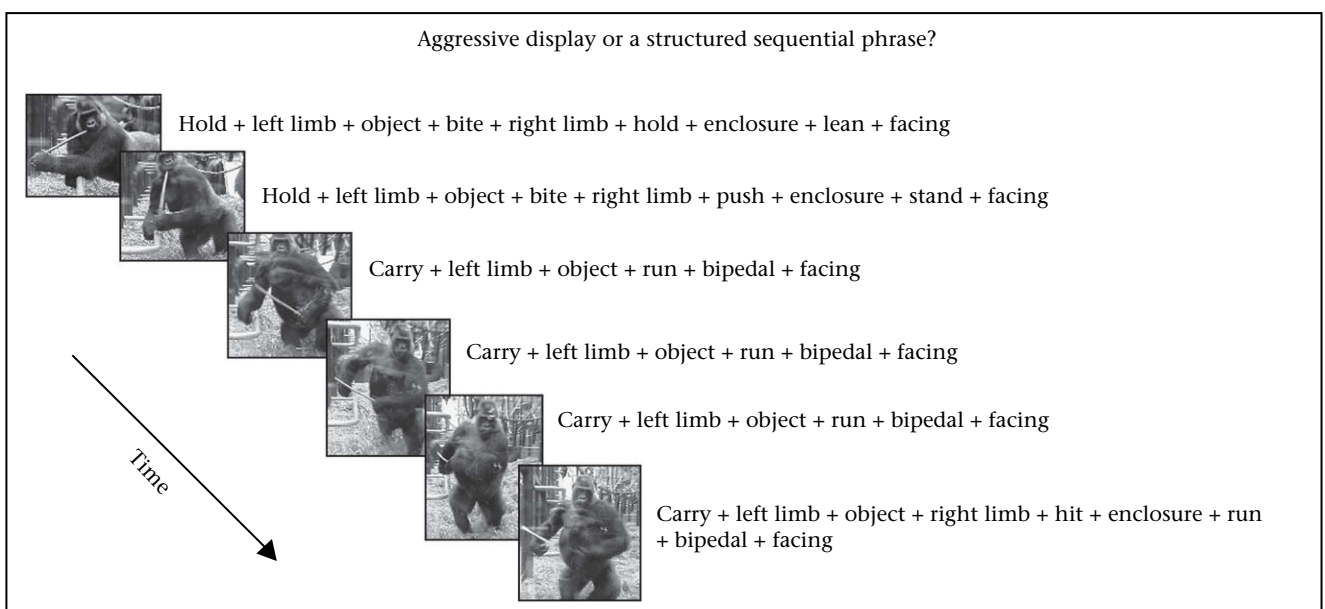 Aggressive display or a structured sequential phrase?
Hold + left limb + object + bite + right limb + hold + enclosure + lean + facing
Hold + left limb + object + bite + right limb + push + enclosure + stand + facing
Carry + left limb + object + run + bipedal + facing
Carry + left limb + object + run + bipedal + facing
Carry + left limb + object + run + bipedal + facing
Time
Carry + left limb + object + right limb + hit + enclosure + run
+ bipedal + facing